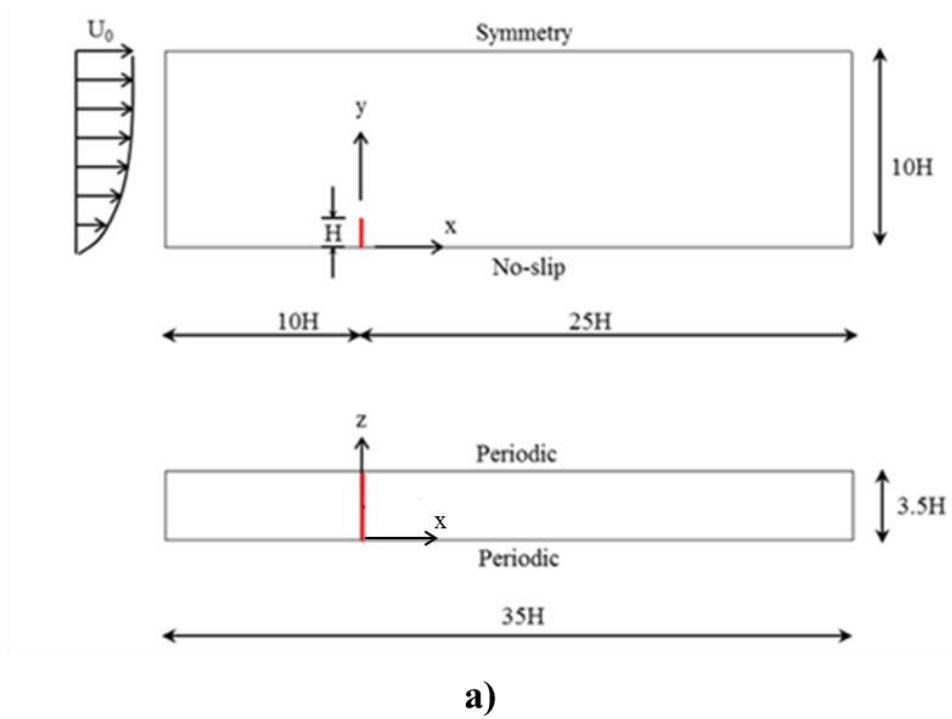 U₀
Symmetry
y
10H
H
x
No-slip
10H
25H
z
Periodic
3.5H
x
Periodic
35H
a)